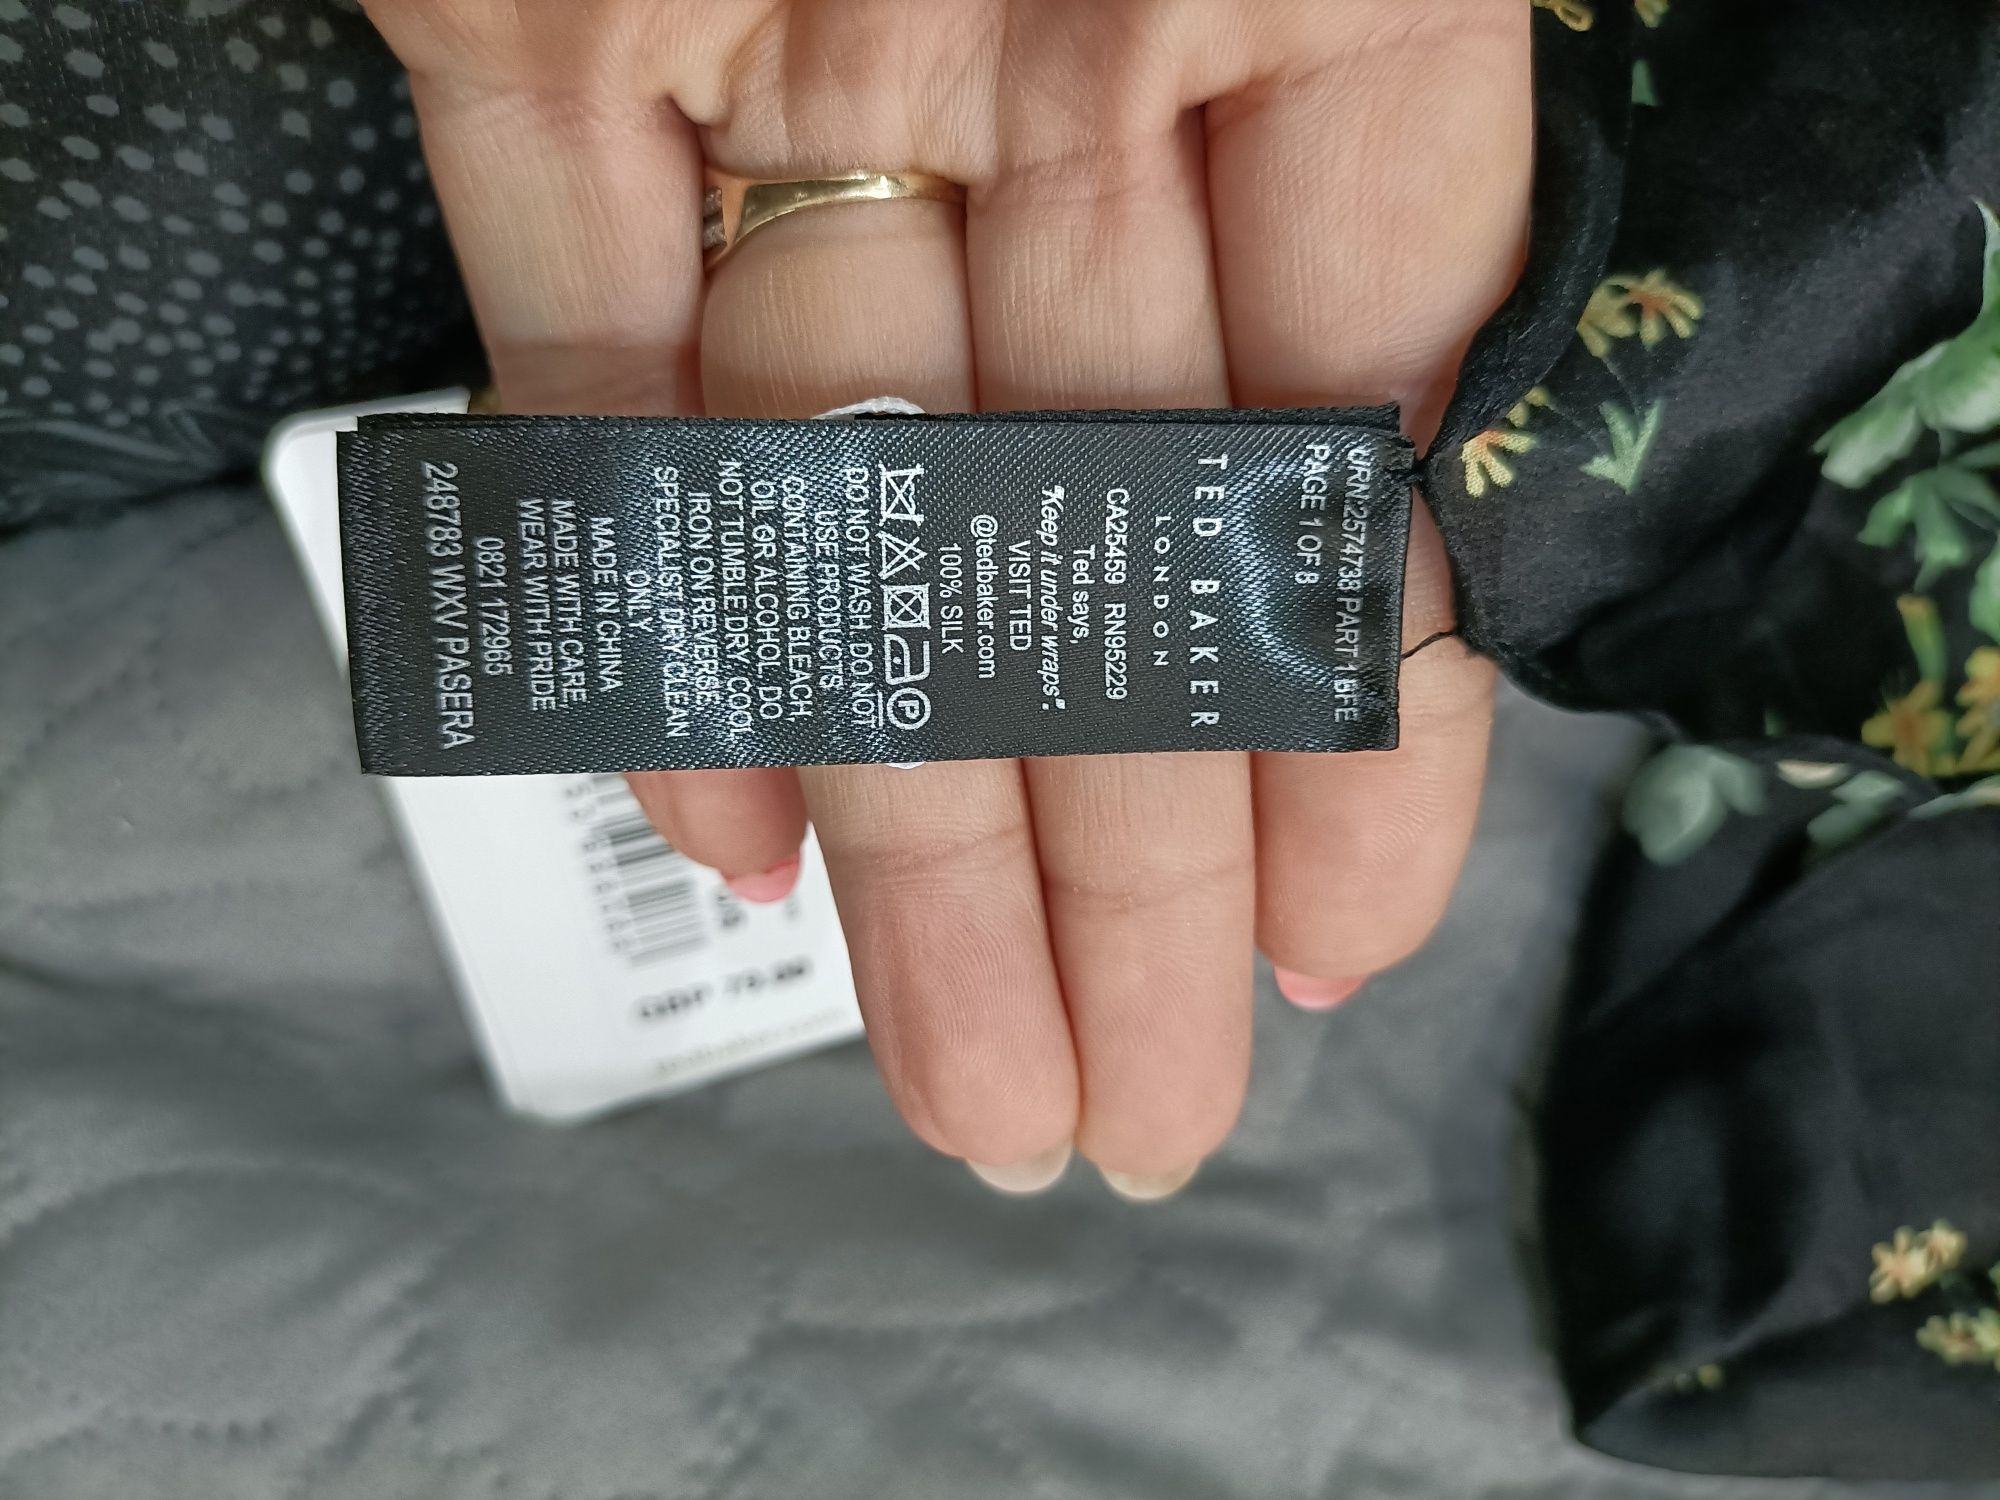 URN:2574738 PART 1 BFE
PAGE 1 OF 8
TED BAKER
LONDON
CA25459 RN95229
Ted says
"Keep it under wraps".
VISIT TED
@tedbaker.com
100% SILK
P
DO NOT WASH. DO NOT
USE PRODUCTS
CONTAINING BLEACH,
OIL OR ALCOHOL. DO
NOT TUMBLE DRY. COOL
IRON ON REVERSE.
SPECIALIST DRY CLEAN
ONLY
MADE IN CHINA
MADE WITH CARE,
WEAR WITH PRIDE
0821 172965
248783 WXV PASERA
GBP